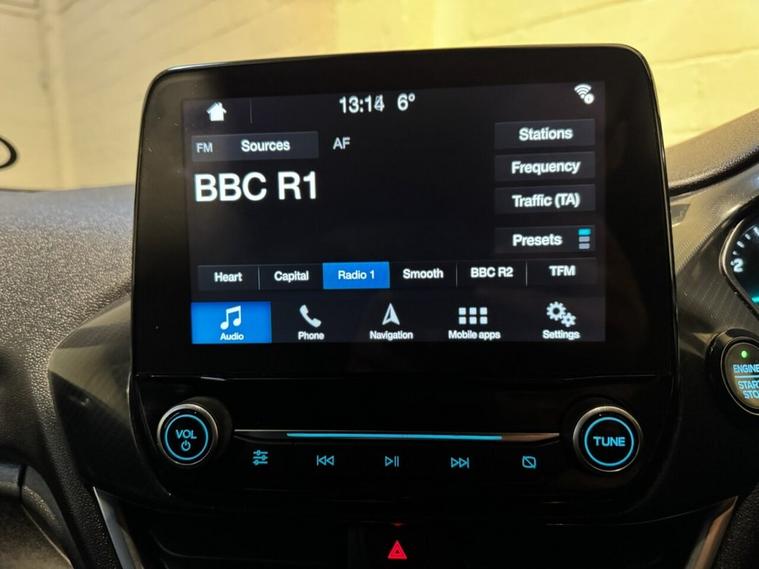 13:14 6°
FM Sources AF
Stations
BBC R1
Frequency
Traffic (TA)
Presets
Heart Capital Radio 1 Smooth BBC R2 TFM
Audio Phone Navigation Mobile apps Settings
2
ENGINE
START
STOP
VOL
TUNE